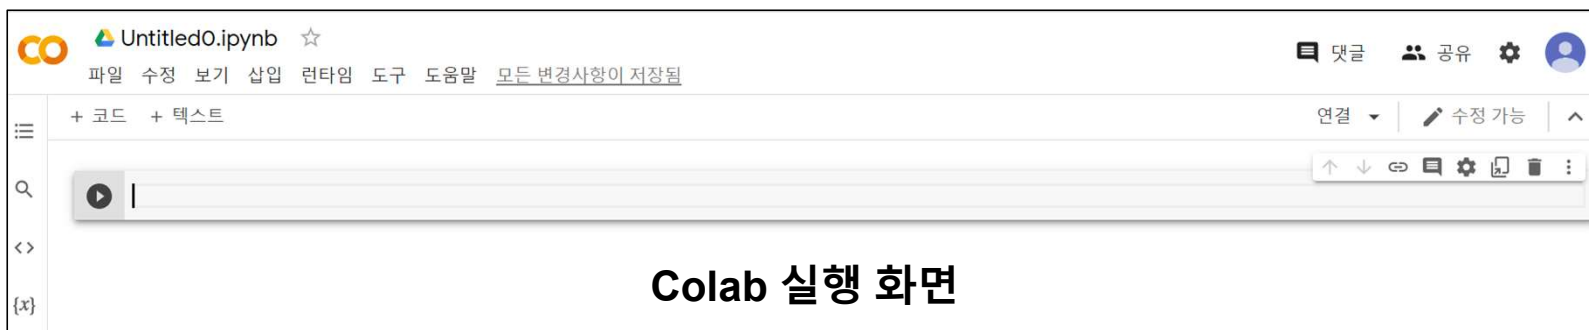 Untitled0.ipynb
댓글 공유
파일 수정 보기 삽입 런타임 도구 도움말 모든 변경사항이 저장됨
+ 코드 + 텍스트
연결 수정 가능
<>
{x}
Colab 실행 화면